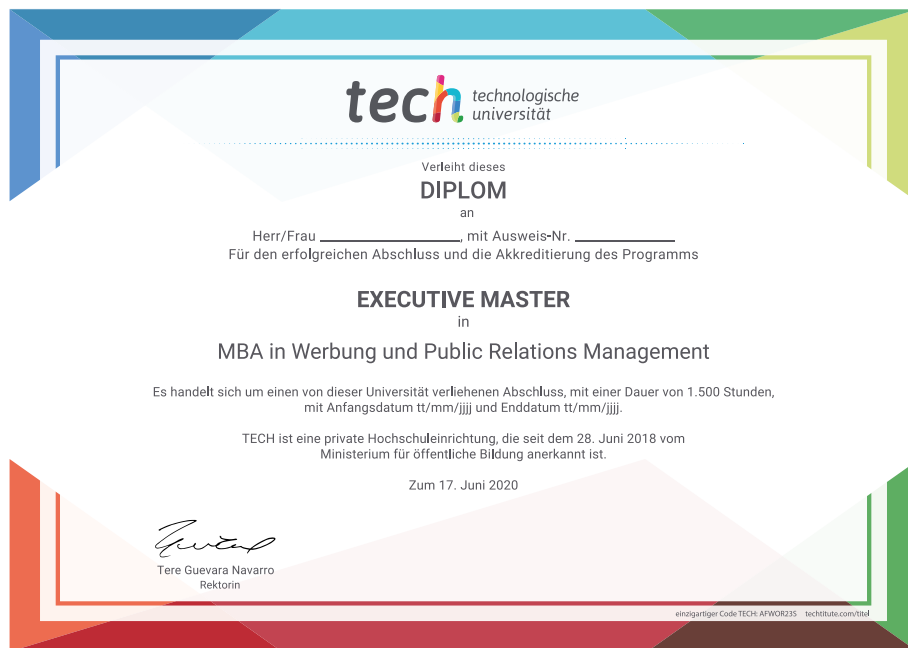 tech technologische
universität
Verleiht dieses
DIPLOM
an
Herr/Frau ____________, mit Ausweis-Nr. ____________
Für den erfolgreichen Abschluss und die Akkreditierung des Programms
EXECUTIVE MASTER
in
MBA in Werbung und Public Relations Management
Es handelt sich um einen von dieser Universität verliehenen Abschluss, mit einer Dauer von 1.500 Stunden,
mit Anfangsdatum tt/mm/jjjj und Enddatum tt/mm/jjjj.
TECH ist eine private Hochschuleinrichtung, die seit dem 28. Juni 2018 vom
Ministerium für öffentliche Bildung anerkannt ist.
Zum 17. Juni 2020
Tere Guevara Navarro
Rektorin
einzigartiger Code TECH: AFWOR23S techtitute.com/titel